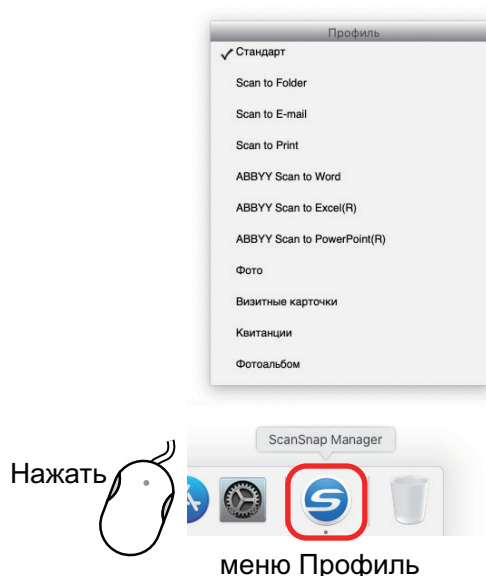 Профиль
Стандарт
Scan to Folder
Scan to E-mail
Scan to Print
ABBYY Scan to Word
ABBYY Scan to Excel(R)
ABBYY Scan to PowerPoint(R)
Фото
Визитные карточки
Квитанции
Фотоальбом
ScanSnap Manager
Нажать
меню Профиль